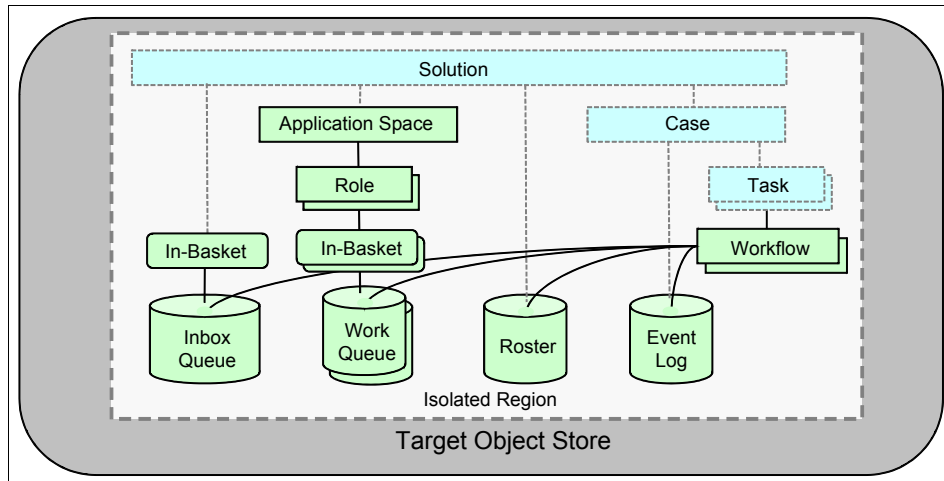 Solution
Application Space
Case
Role
Task
In-Basket
In-Basket
Workflow
Inbox
Queue
Work
Queue
Roster
Event
Log
Isolated Region
Target Object Store